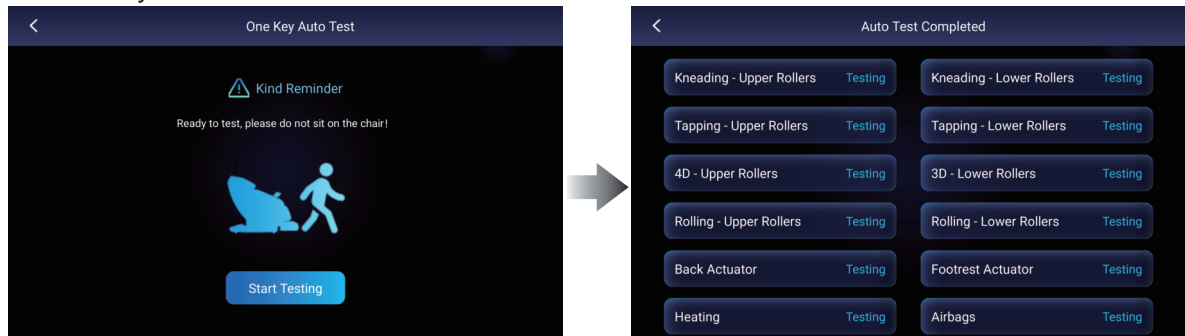 One Key Auto Test
Kind Reminder
Ready to test, please do not sit on the chair!
Start Testing
Auto Test Completed
Kneading - Upper Rollers Testing
Kneading - Lower Rollers Testing
Tapping - Upper Rollers Testing
Tapping - Lower Rollers Testing
4D - Upper Rollers Testing
3D - Lower Rollers Testing
Rolling - Upper Rollers Testing
Rolling - Lower Rollers Testing
Back Actuator Testing
Footrest Actuator Testing
Heating Testing
Airbags Testing